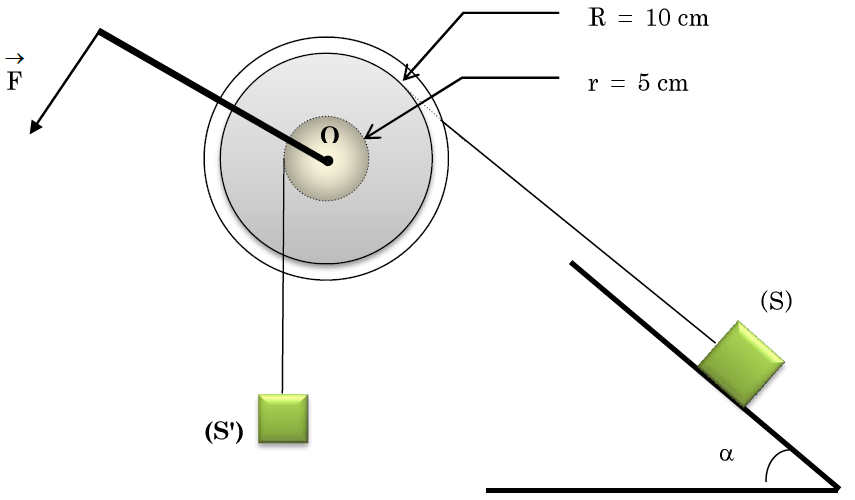 R = 10 cm
F
r = 5 cm
O
(S)
(S')
α